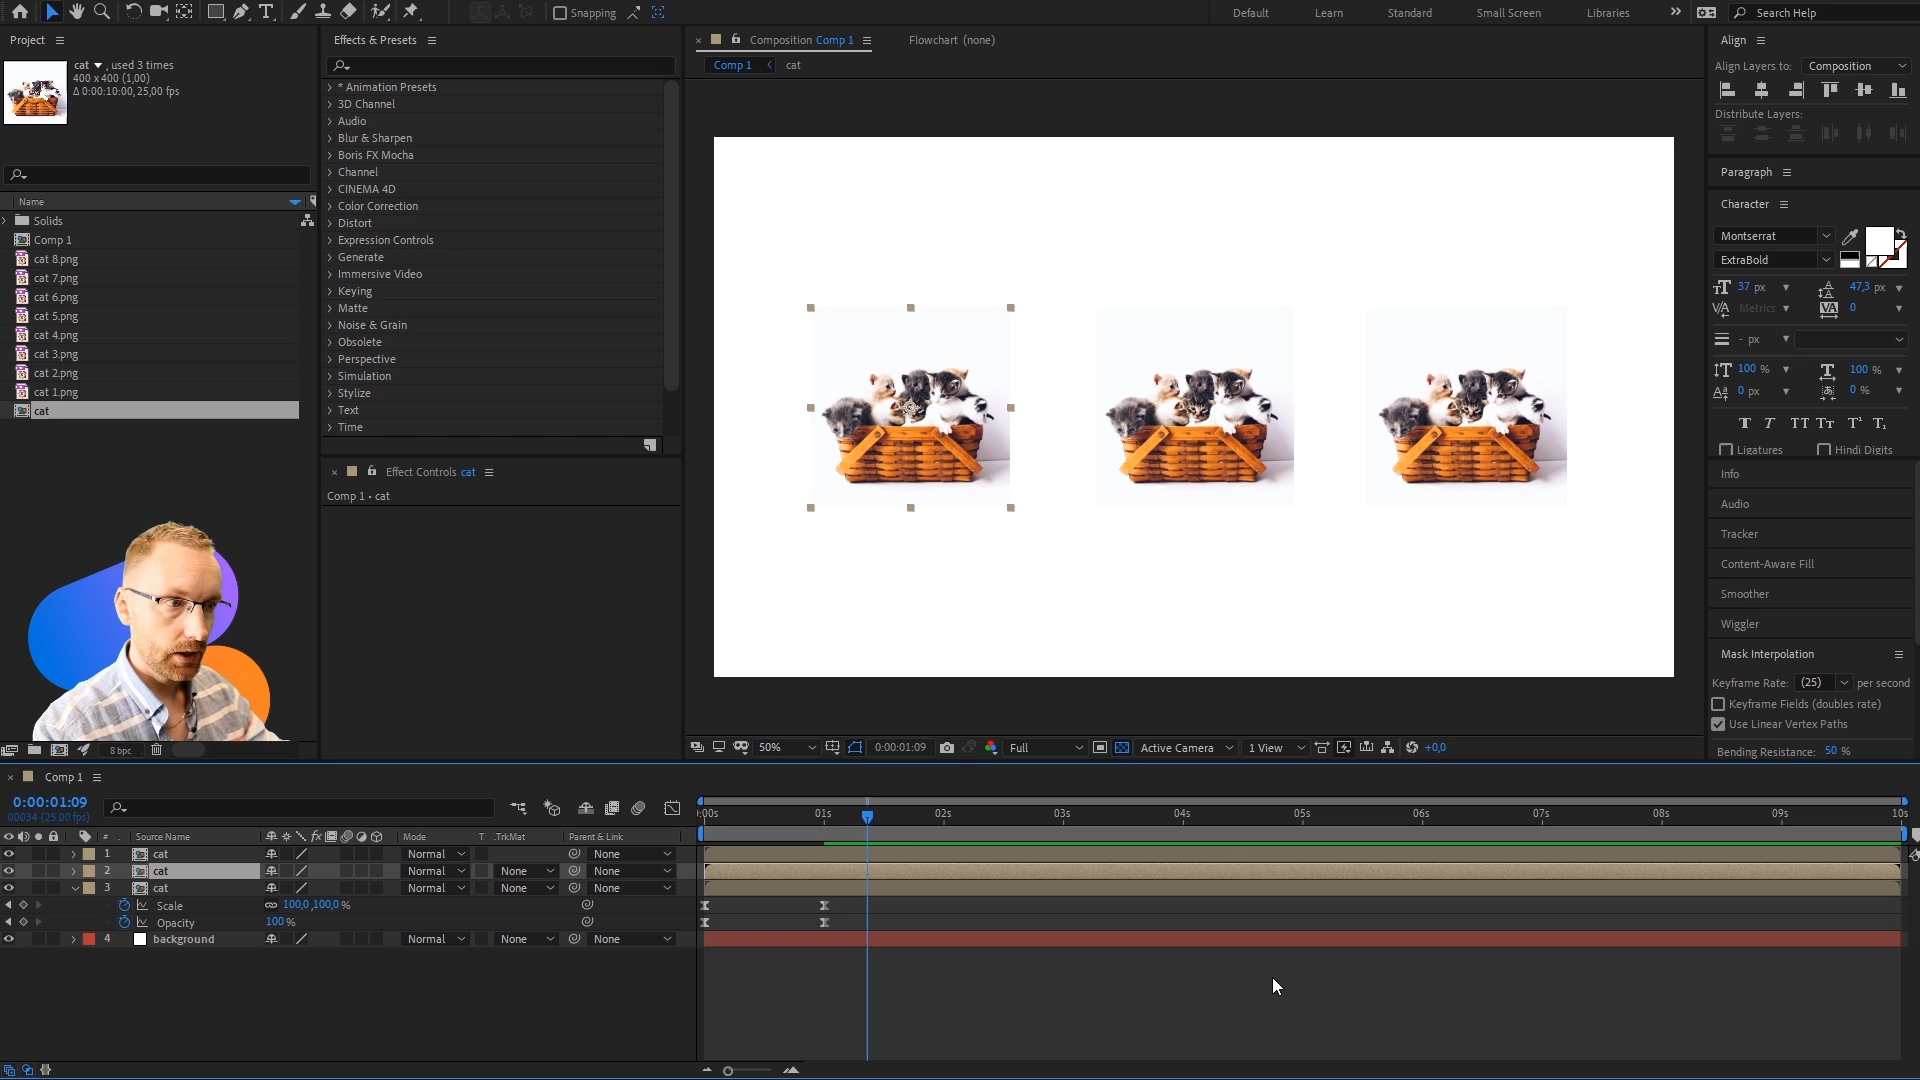 Snapping
Default
Learn
Standard
Small Screen
Libraries
Search Help
Project
cat , used 3 times
400 x 400 (1,00)
Δ 0:00:10:00, 25,00 fps
Name
Solids
Comp 1
cat 8.png
cat 7.png
cat 6.png
cat 5.png
cat 4.png
cat 3.png
cat 2.png
cat 1.png
cat
8 bpc
Effects & Presets
* Animation Presets
3D Channel
Audio
Blur & Sharpen
Boris FX Mocha
Channel
CINEMA 4D
Color Correction
Distort
Expression Controls
Generate
Immersive Video
Keying
Matte
Noise & Grain
Obsolete
Perspective
Simulation
Stylize
Text
Time
Effect Controls cat
Comp 1 • cat
Composition Comp 1
Flowchart (none)
Comp 1
cat
50%
0:00:01:09
Full
Active Camera
1 View
+0,0
Align
Align Layers to: Composition
Distribute Layers:
Paragraph
Character
Montserrat
ExtraBold
37 px
47,3 px
Metrics
0
- px
100 %
100 %
0 px
0 %
Ligatures
Hindi Digits
Info
Audio
Tracker
Content-Aware Fill
Smoother
Wiggler
Mask Interpolation
Keyframe Rate: (25) per second
Keyframe Fields (doubles rate)
Use Linear Vertex Paths
Bending Resistance: 50 %
Comp 1
0:00:01:09
00034 (25.00 fps)
# Source Name Mode T .TrkMat Parent & Link
1 cat Normal None
2 cat Normal None None
3 cat Normal None None
Scale 100,0,100,0 %
Opacity 100 %
4 background Normal None None
:00s 01s 02s 03s 04s 05s 06s 07s 08s 09s 10s